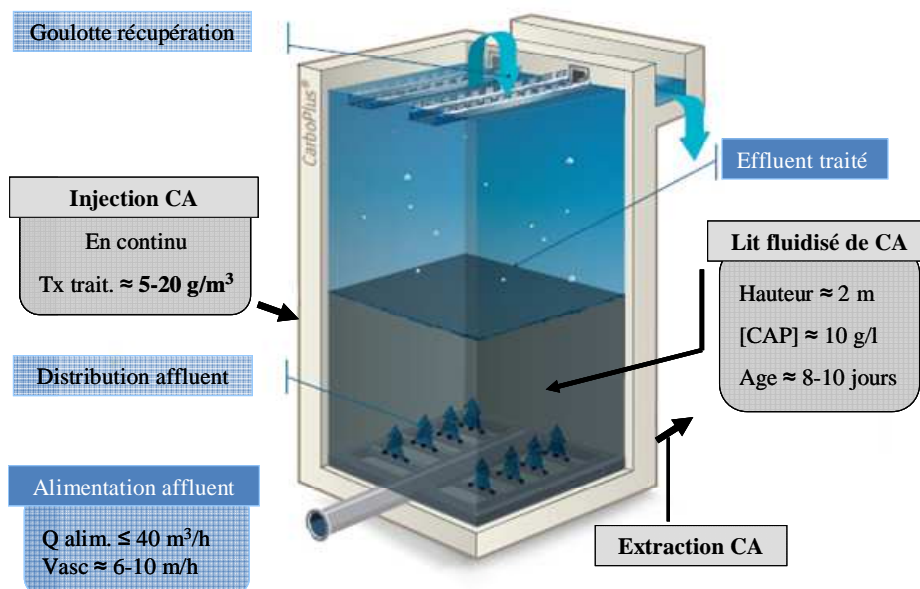 Goulotte récupération
CarboPlus®
Effluent traité
Injection CA
En continu
Tx trait. ≈ 5-20 g/m³
Lit fluidisé de CA
Hauteur ≈ 2 m
[CAP] ≈ 10 g/l
Age ≈ 8-10 jours
Distribution affluent
Alimentation affluent
Q alim. ≤ 40 m³/h
Vasc ≈ 6-10 m/h
Extraction CA